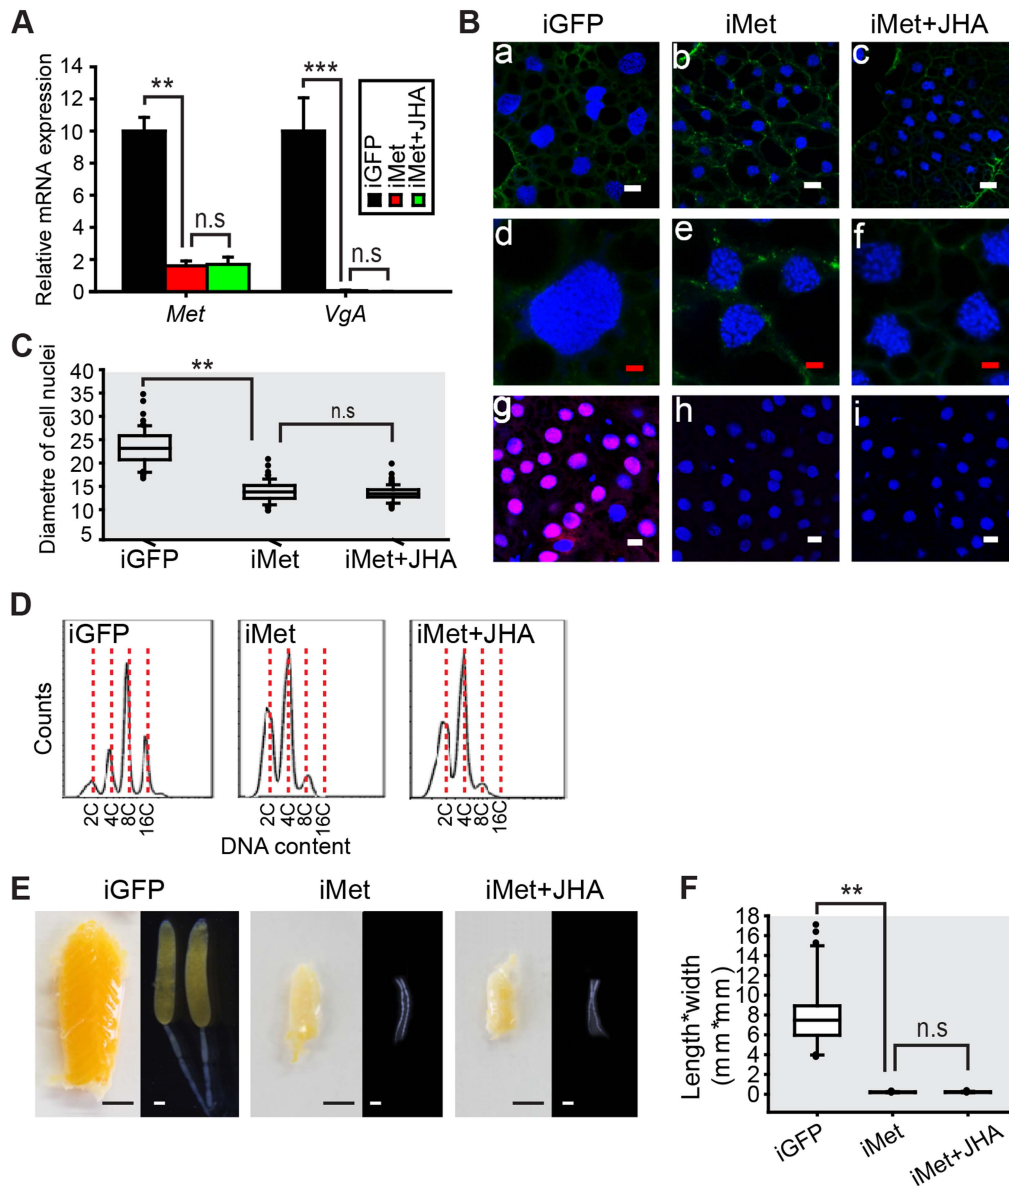 A
Relative mRNA expression
14
12
10
8
6
4
2
0
**
n.s
***
n.s
iGFP
iMet
iMet+JHA
Met
VgA
B
iGFP
iMet
iMet+JHA
a
b
c
d
e
f
g
h
i
C
Diametre of cell nuclei
40
35
30
25
20
15
10
5
**
n.s
iGFP
iMet
iMet+JHA
D
iGFP
iMet
iMet+JHA
Counts
2C
4C
8C
16C
2C
4C
8C
16C
2C
4C
8C
16C
DNA content
E
iGFP
iMet
iMet+JHA
F
Length*width
(mm*mm)
18
16
14
12
10
8
6
4
2
0
**
n.s
iGFP
iMet
iMet+JHA